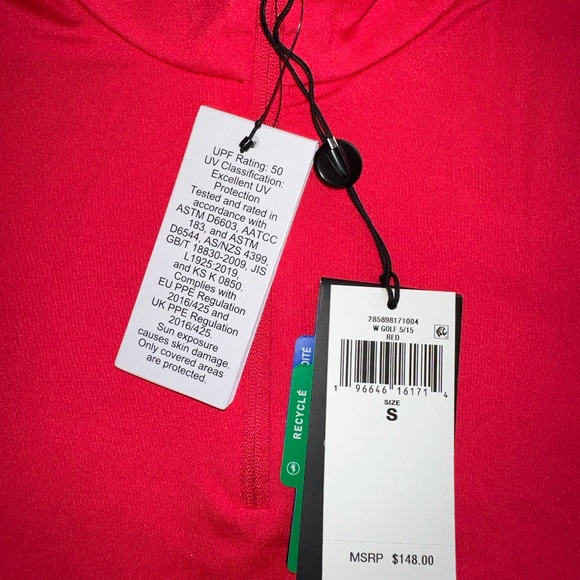 UPF Rating: 50
UV Classification:
Excellent UV
Protection
Tested and rated in
accordance with
ASTM D6603, AATCC
183, and ASTM
D6544, AS/NZS 4399
GB/T 18830-2009, JIS
L1925:2019,
and KS K 0850.
Complies with
EU PPE Regulation
2016/425 and
UK PPE Regulation
2016/425
Sun exposure
causes skin damage.
Only covered areas
are protected.
DITÉ
RECYCLÉ
285898171004
W GOLF 5/15
RED
1 96646 16171 4
SIZE
S
MSRP $148.00